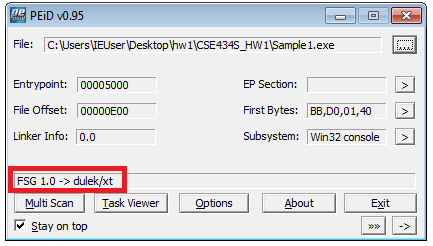 PEiD v0.95
File: C:\Users\IEUser\Desktop\hw1\CSE434S_HW1\Sample1.exe ...
Entrypoint: 00005000 EP Section: >
File Offset: 00000E00 First Bytes: BB,D0,01,40 >
Linker Info: 0.0 Subsystem: Win32 console >
FSG 1.0 -> dulek/xt
Multi Scan Task Viewer Options About Exit
Stay on top »» ->